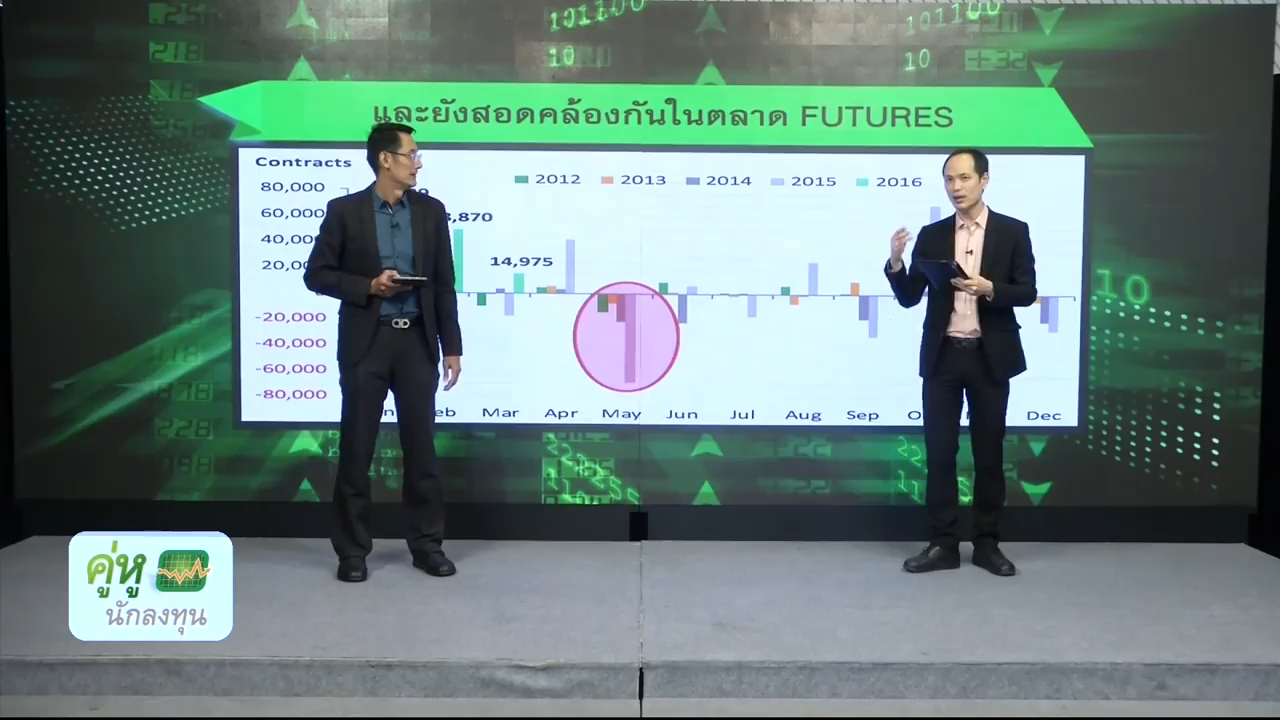 และยังสอดคล้องกันในตลาด FUTURES
Contracts
2012 2013 2014 2015 2016
80,000
60,000
40,000
20,000
-20,000
-40,000
-60,000
-80,000
14,975
Mar Apr May Jun Jul Aug Sep Dec
คู่หู
นักลงทุน